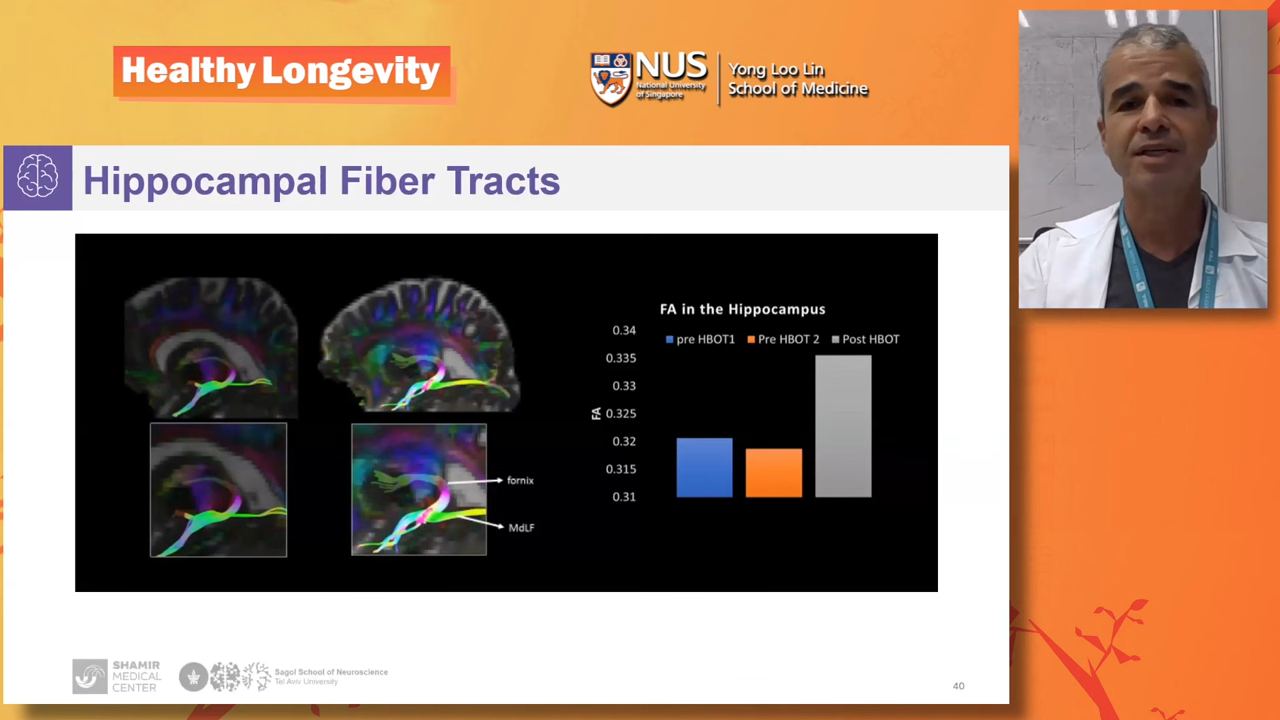 Healthy Longevity
NUS
National University
of Singapore
Yong Loo Lin
School of Medicine
Hippocampal Fiber Tracts
fornix
MdLF
FA in the Hippocampus
pre HBOT1
Pre HBOT 2
Post HBOT
FA
0.34
0.335
0.33
0.325
0.32
0.315
0.31
SHAMIR
MEDICAL
CENTER
Sagol School of Neuroscience
Tel Aviv University
40